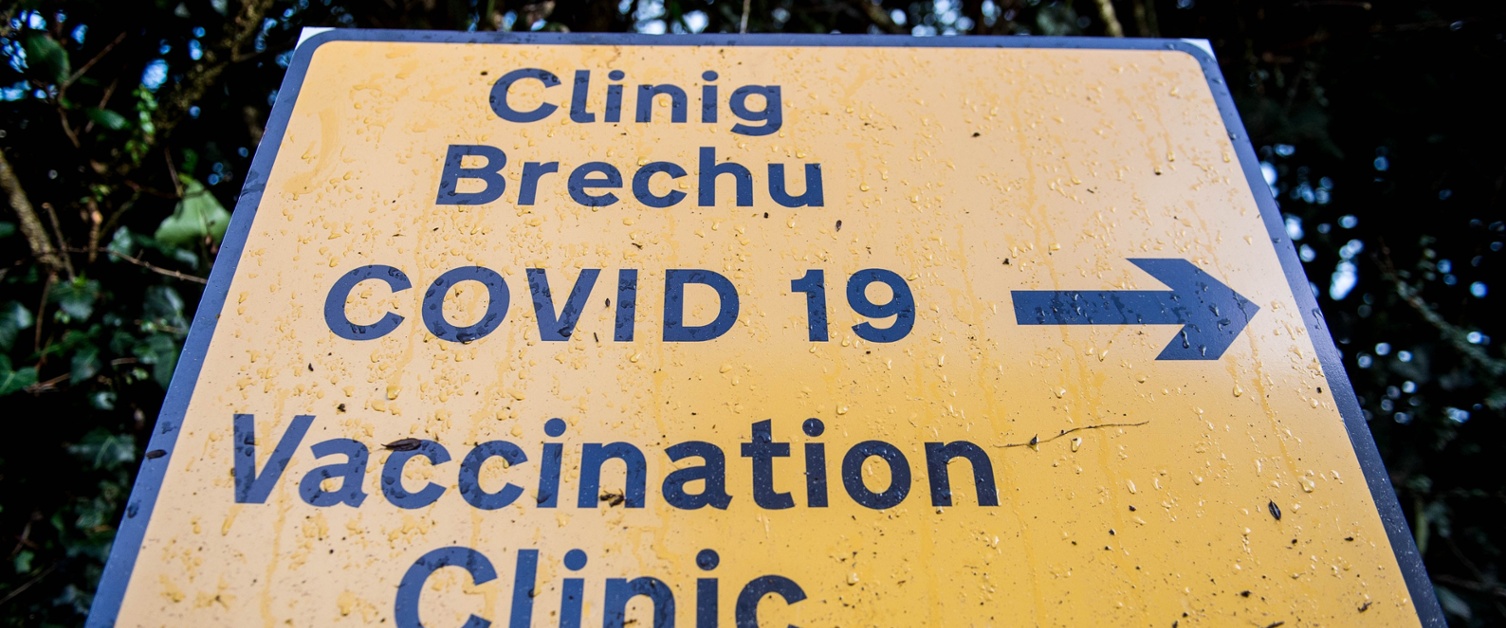 Clinig
Brechu
COVID 19
Vaccination
Clinic